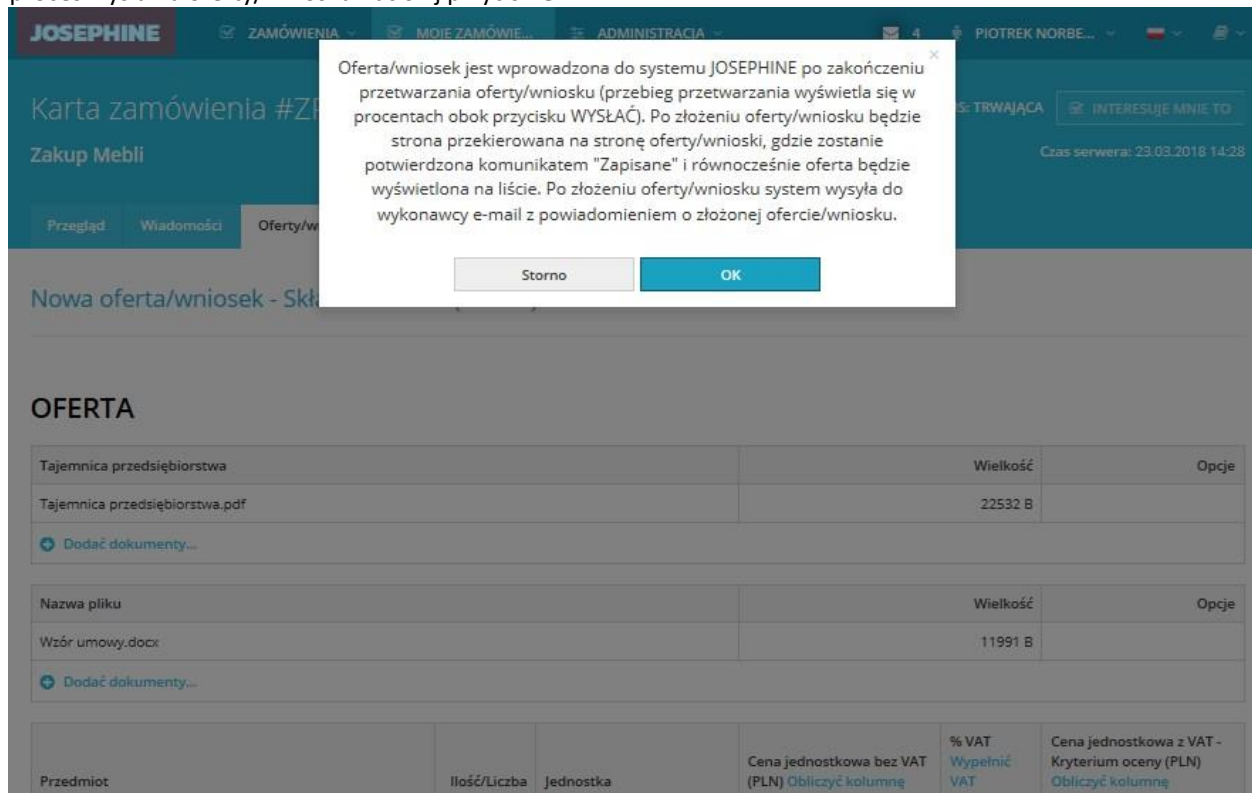 JOSEPHINE ZAMÓWIENIA MOJE ZAMÓWIE... ADMINISTRACJA 4 PIOTREK NORBE...
×
Oferta/wniosek jest wprowadzona do systemu JOSEPHINE po zakończeniu
przetwarzania oferty/wniosku (przebieg przetwarzania wyświetla się w
procentach obok przycisku WYSŁAĆ). Po złożeniu oferty/wniosku będzie
strona przekierowana na stronę oferty/wnioski, gdzie zostanie
potwierdzona komunikatem "Zapisane" i równocześnie oferta będzie
wyświetlona na liście. Po złożeniu oferty/wniosku system wysyła do
wykonawcy e-mail z powiadomieniem o złożonej ofercie/wniosku.
Storno OK
Karta zamówienia
TRWAJĄCA INTERESUJE MNIE TO
Zakup Mebli
Czas serwera: 23.03.2018 14:28
Przegląd Wiadomości Oferty/w
Nowa oferta/wniosek -
OFERTA
Tajemnica przedsiębiorstwa Wielkość Opcje
Tajemnica przedsiębiorstwa.pdf 22532 B
Dodać dokumenty...
Nazwa pliku Wielkość Opcje
Wzór umowy.docx 11991 B
Dodać dokumenty...
Przedmiot Ilość/Liczba Jednostka
Cena jednostkowa bez VAT
(PLN) Obliczyć kolumnę
% VAT
Wypełnić
VAT
Cena jednostkowa z VAT -
Kryterium oceny (PLN)
Obliczyć kolumnę